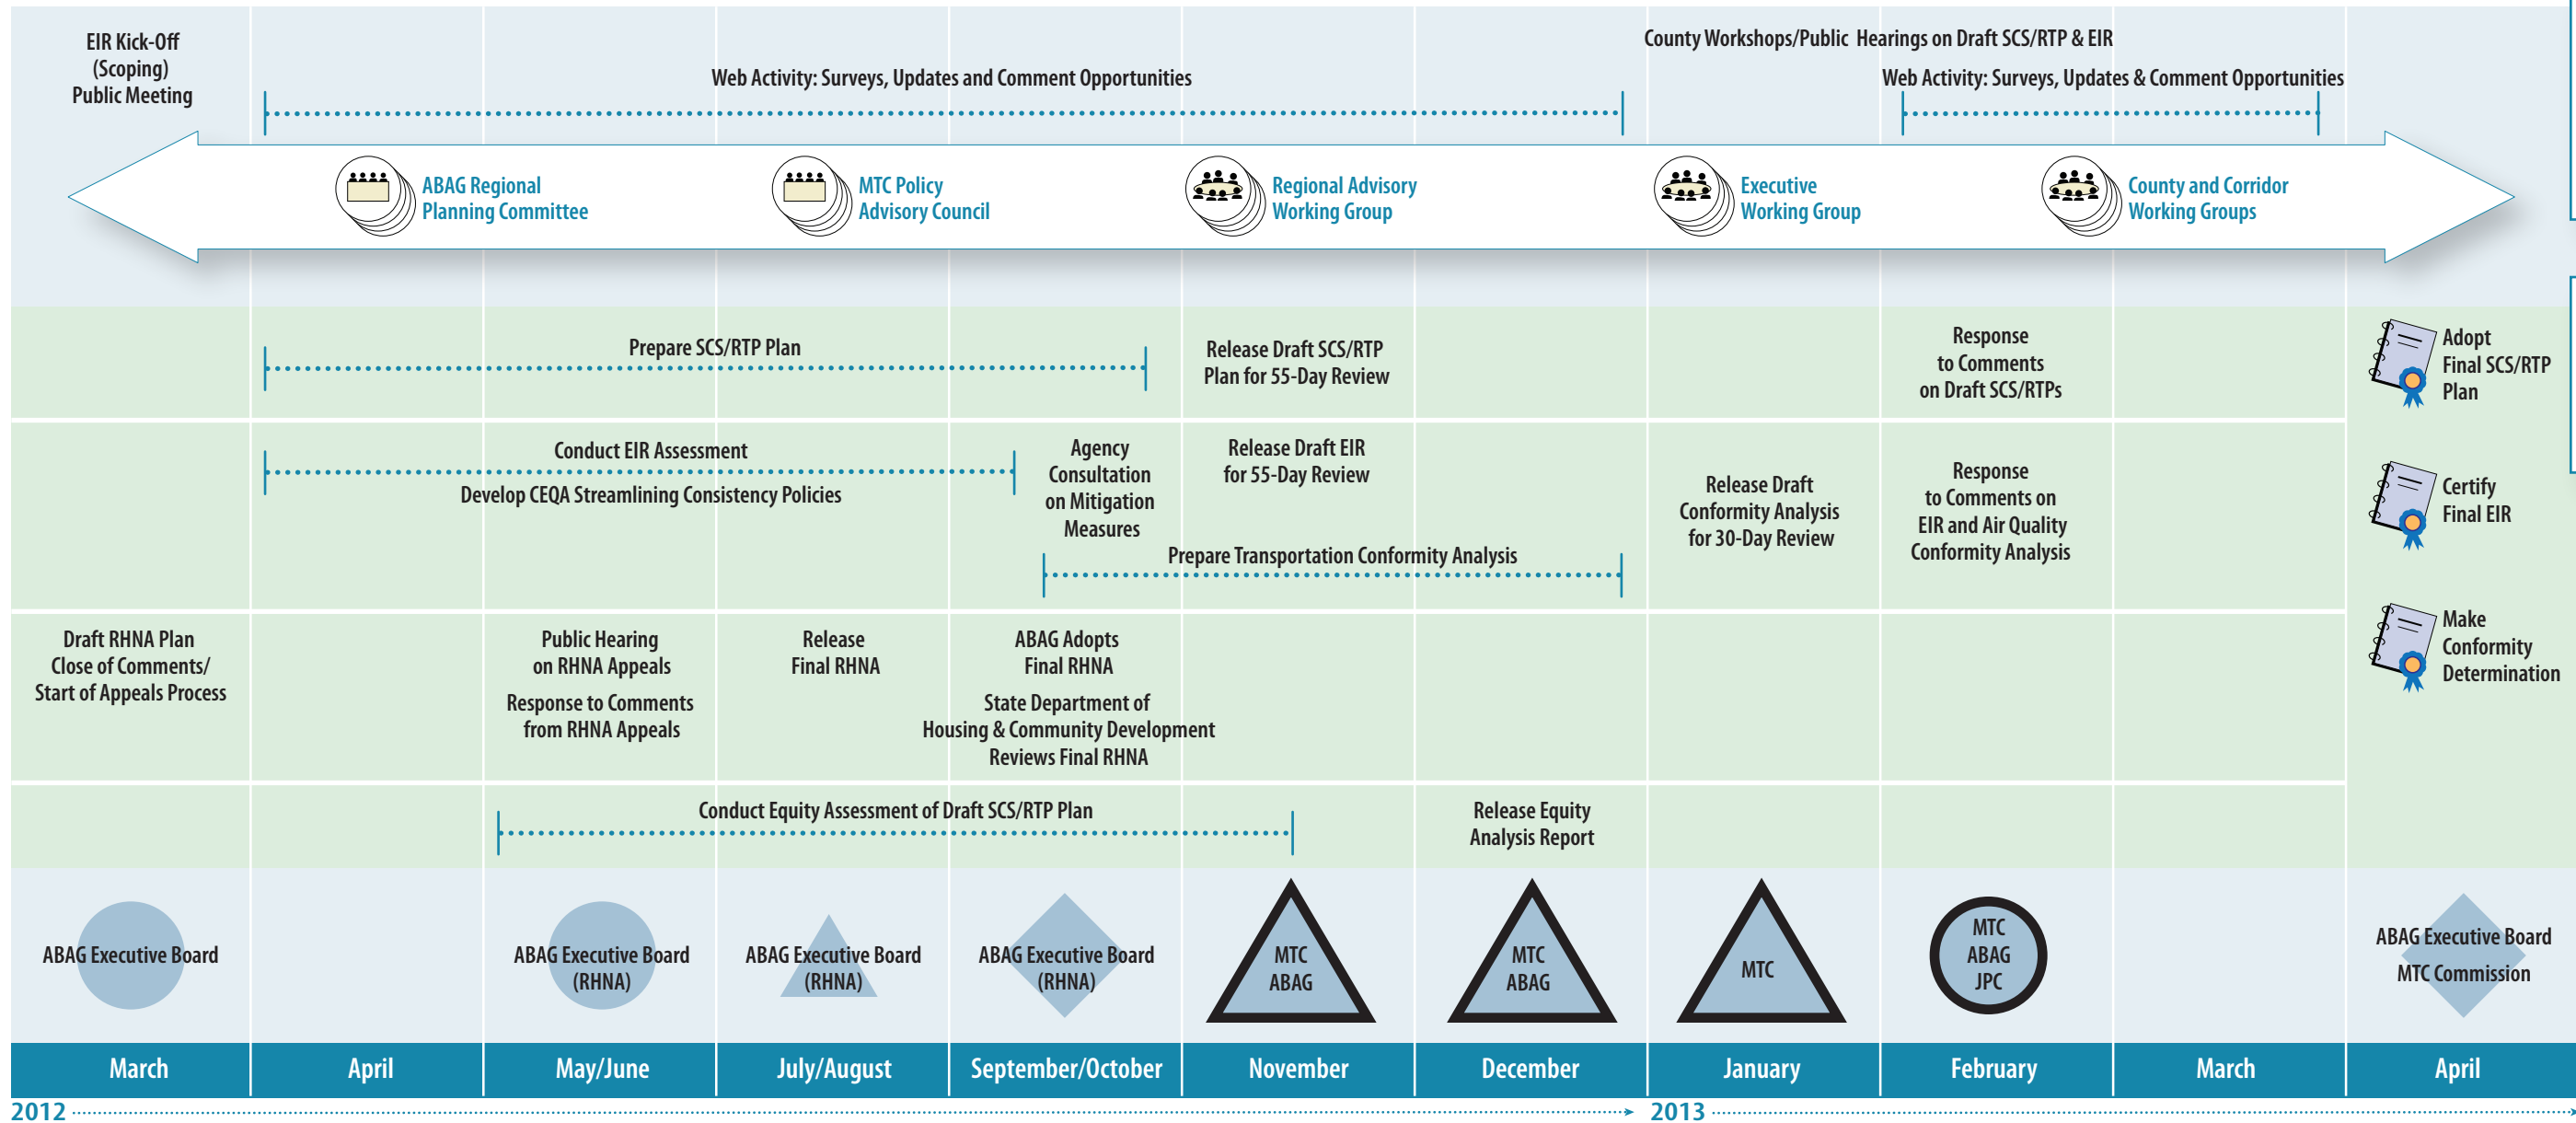 EIR Kick-Off
(Scoping)
Public Meeting
Web Activity: Surveys, Updates and Comment Opportunities
County Workshops/Public Hearings on Draft SCS/RTP & EIR
Web Activity: Surveys, Updates & Comment Opportunities
ABAG Regional
Planning Committee
MTC Policy
Advisory Council
Regional Advisory
Working Group
Executive
Working Group
County and Corridor
Working Groups
Prepare SCS/RTP Plan
Release Draft SCS/RTP
Plan for 55-Day Review
Response
to Comments
on Draft SCS/RTPs
Adopt
Final SCS/RTP
Plan
Conduct EIR Assessment
Develop CEQA Streamlining Consistency Policies
Agency
Consultation
on Mitigation
Measures
Release Draft EIR
for 55-Day Review
Prepare Transportation Conformity Analysis
Release Draft
Conformity Analysis
for 30-Day Review
Response
to Comments on
EIR and Air Quality
Conformity Analysis
Certify
Final EIR
Draft RHNA Plan
Close of Comments/
Start of Appeals Process
Public Hearing
on RHNA Appeals
Response to Comments
from RHNA Appeals
Release
Final RHNA
ABAG Adopts
Final RHNA
State Department of
Housing & Community Development
Reviews Final RHNA
Make
Conformity
Determination
Conduct Equity Assessment of Draft SCS/RTP Plan
Release Equity
Analysis Report
ABAG Executive Board
ABAG Executive Board
(RHNA)
ABAG Executive Board
(RHNA)
ABAG Executive Board
(RHNA)
MTC
ABAG
MTC
ABAG
MTC
MTC
ABAG
JPC
ABAG Executive Board
MTC Commission
March
April
May/June
July/August
September/October
November
December
January
February
March
April
2012
2013